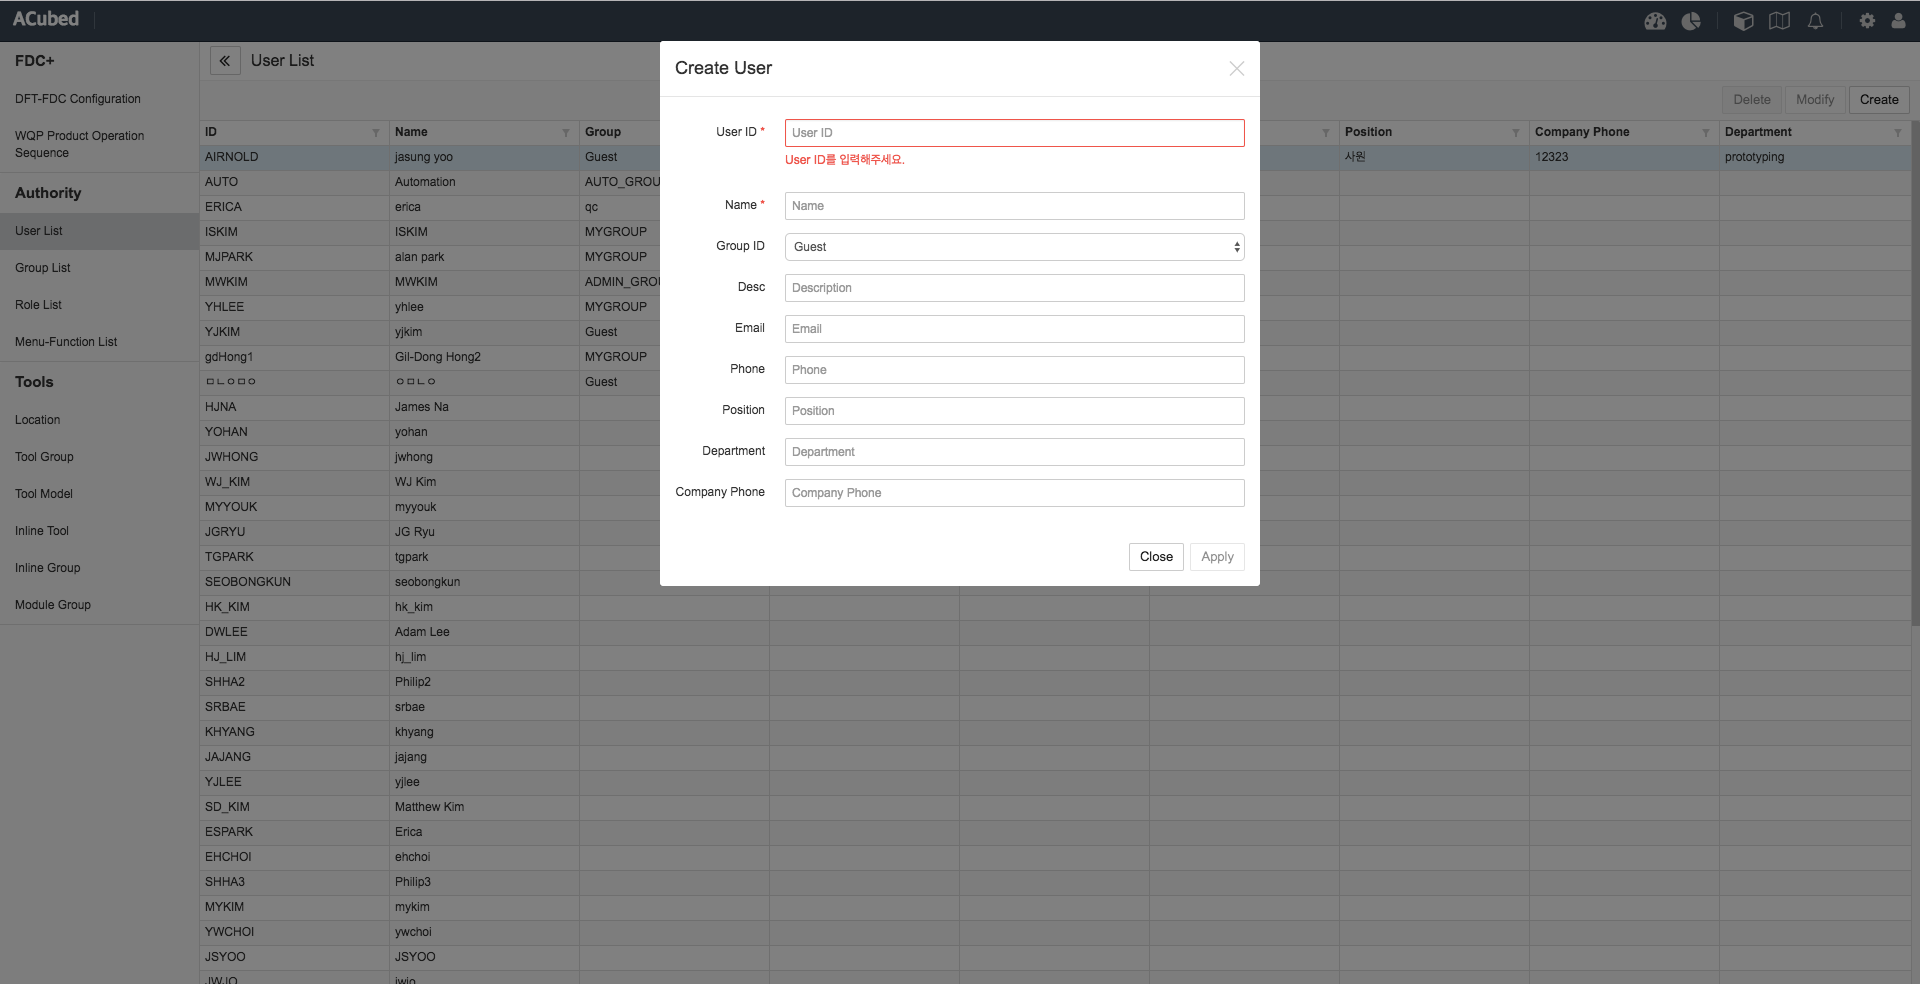 ACubed
FDC+
DFT-FDC Configuration
WQP Product Operation
Sequence
Authority
User List
Group List
Role List
Menu-Function List
Tools
Location
Tool Group
Tool Model
Inline Tool
Inline Group
Module Group
User List
Delete Modify Create
ID Name Group Position Company Phone Department
AIRNOLD jasung yoo Guest 사원 12323 prototyping
AUTO Automation AUTO_GROU
ERICA erica qc
ISKIM ISKIM MYGROUP
MJPARK alan park MYGROUP
MWKIM MWKIM ADMIN_GROU
YHLEE yhlee MYGROUP
YJKIM yjkim Guest
gdHong1 Gil-Dong Hong2 MYGROUP
ㅁㄴㅇㅁㅇ ㅇㅁㄴㅇ Guest
HJNA James Na
YOHAN yohan
JWHONG jwhong
WJ_KIM WJ Kim
MYYOUK myyouk
JGRYU JG Ryu
TGPARK tgpark
SEOBONGKUN seobongkun
HK_KIM hk_kim
DWLEE Adam Lee
HJ_LIM hj_lim
SHHA2 Philip2
SRBAE srbae
KHYANG khyang
JAJANG jajang
YJLEE yjlee
SD_KIM Matthew Kim
ESPARK Erica
EHCHOI ehchoi
SHHA3 Philip3
MYKIM mykim
YWCHOI ywchoi
JSYOO JSYOO
JWJO jwjo
Create User
User ID * User ID
User ID를 입력해주세요.
Name * Name
Group ID Guest
Desc Description
Email Email
Phone Phone
Position Position
Department Department
Company Phone Company Phone
Close Apply